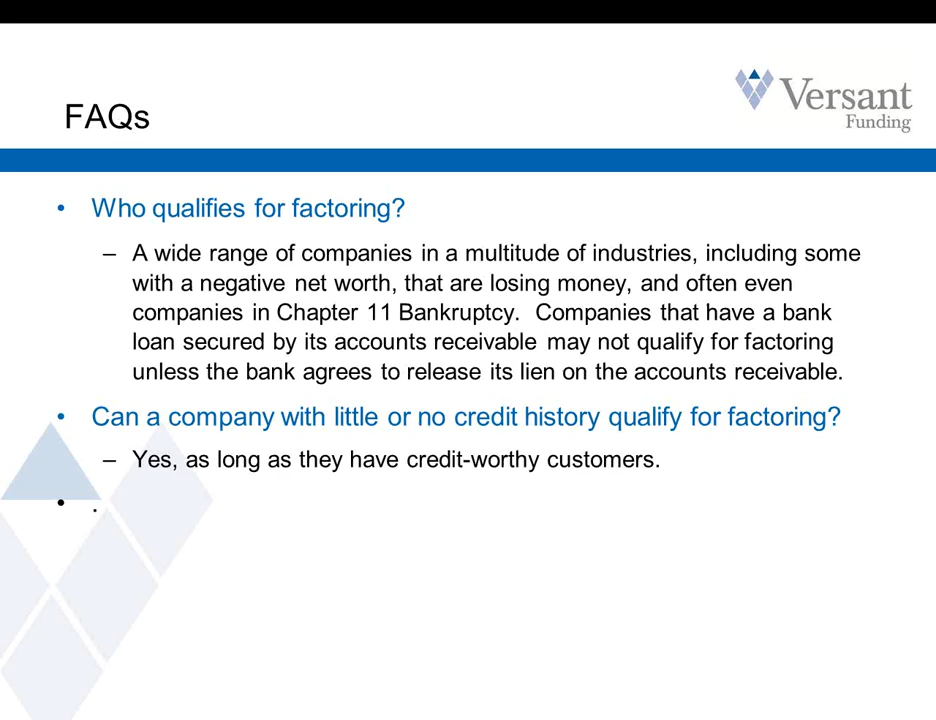 Versant
Funding
FAQs
• Who qualifies for factoring?
– A wide range of companies in a multitude of industries, including some
with a negative net worth, that are losing money, and often even
companies in Chapter 11 Bankruptcy.  Companies that have a bank
loan secured by its accounts receivable may not qualify for factoring
unless the bank agrees to release its lien on the accounts receivable.
• Can a company with little or no credit history qualify for factoring?
– Yes, as long as they have credit-worthy customers.
• .